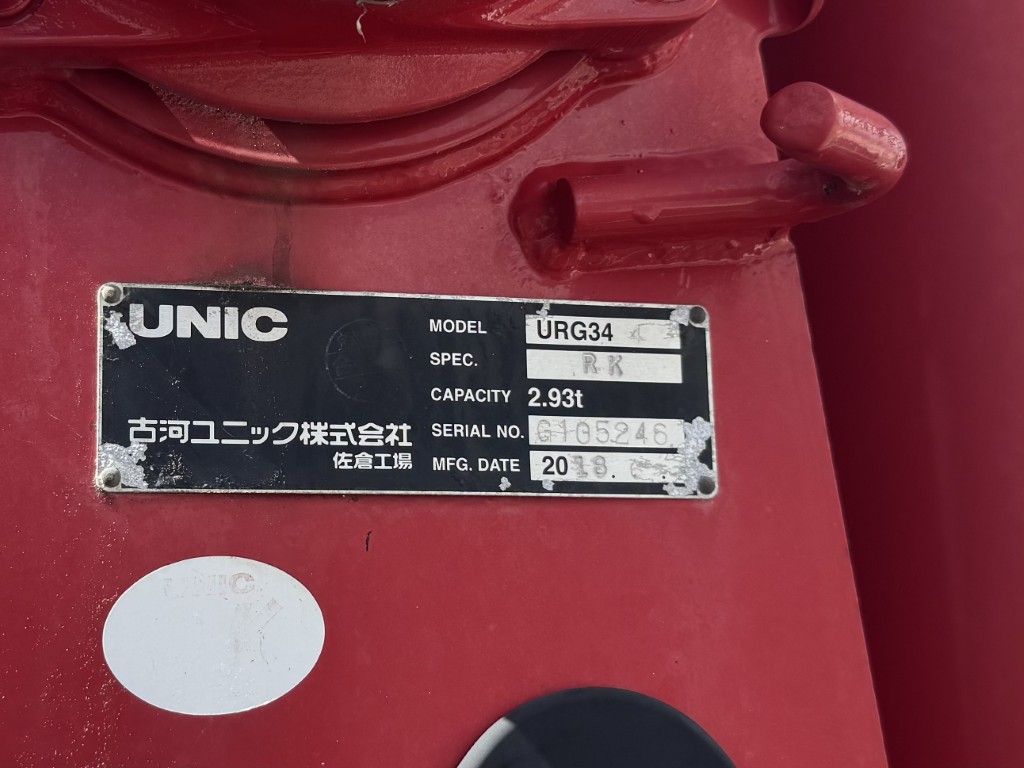 UNIC
MODEL URG34
SPEC. RK
CAPACITY 2.93t
古河ユニック株式会社
SERIAL NO. G105246
佐倉工場
MFG. DATE 2018.